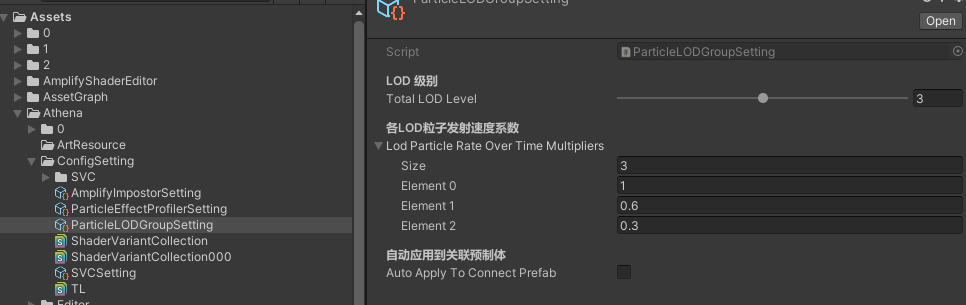 Assets
0
1
2
AmplifyShaderEditor
AssetGraph
Athena
0
ArtResource
ConfigSetting
SVC
AmplifyImpostorSetting
ParticleEffectProfilerSetting
ParticleLODGroupSetting
ShaderVariantCollection
ShaderVariantCollection000
SVCSetting
TL
Editor
ParticleLODGroupSetting
Open
Script ParticleLODGroupSetting
LOD 级别
Total LOD Level 3
各LOD粒子发射速度系数
Lod Particle Rate Over Time Multipliers
Size 3
Element 0 1
Element 1 0.6
Element 2 0.3
自动应用到关联预制体
Auto Apply To Connect Prefab